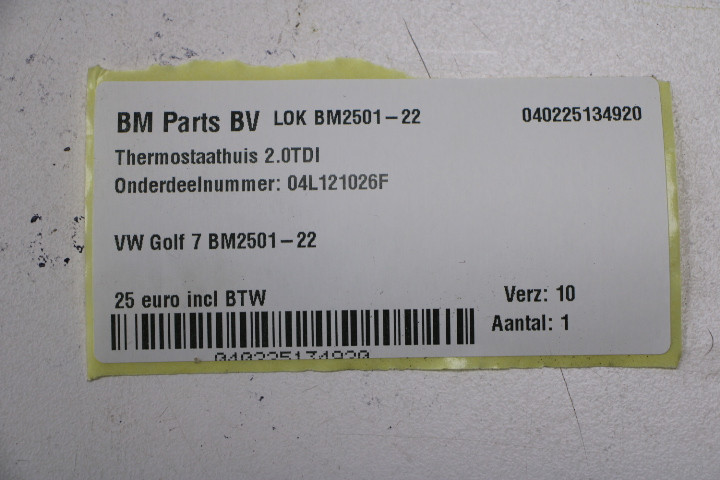 BM Parts BV LOK BM2501-22 040225134920
Thermostaathuis 2.0TDI
Onderdeelnummer: 04L121026F
VW Golf 7 BM2501-22
25 euro incl BTW Verz: 10
Aantal: 1
040225134920